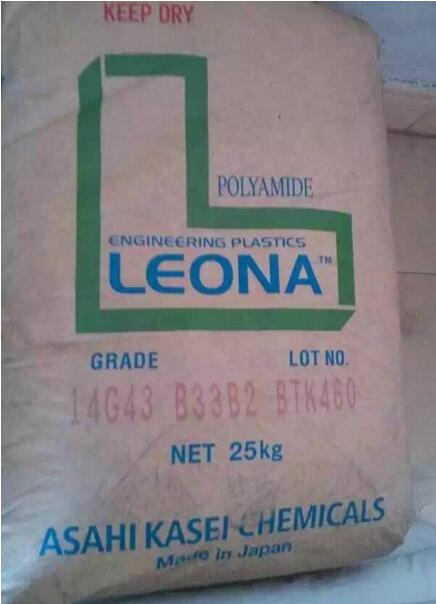 KEEP DRY
POLYAMIDE
ENGINEERING PLASTICS
LEONA™
GRADE LOT NO.
14G43 B33B2 BTK460
NET 25kg
ASAHI KASEI CHEMICALS
Made in Japan